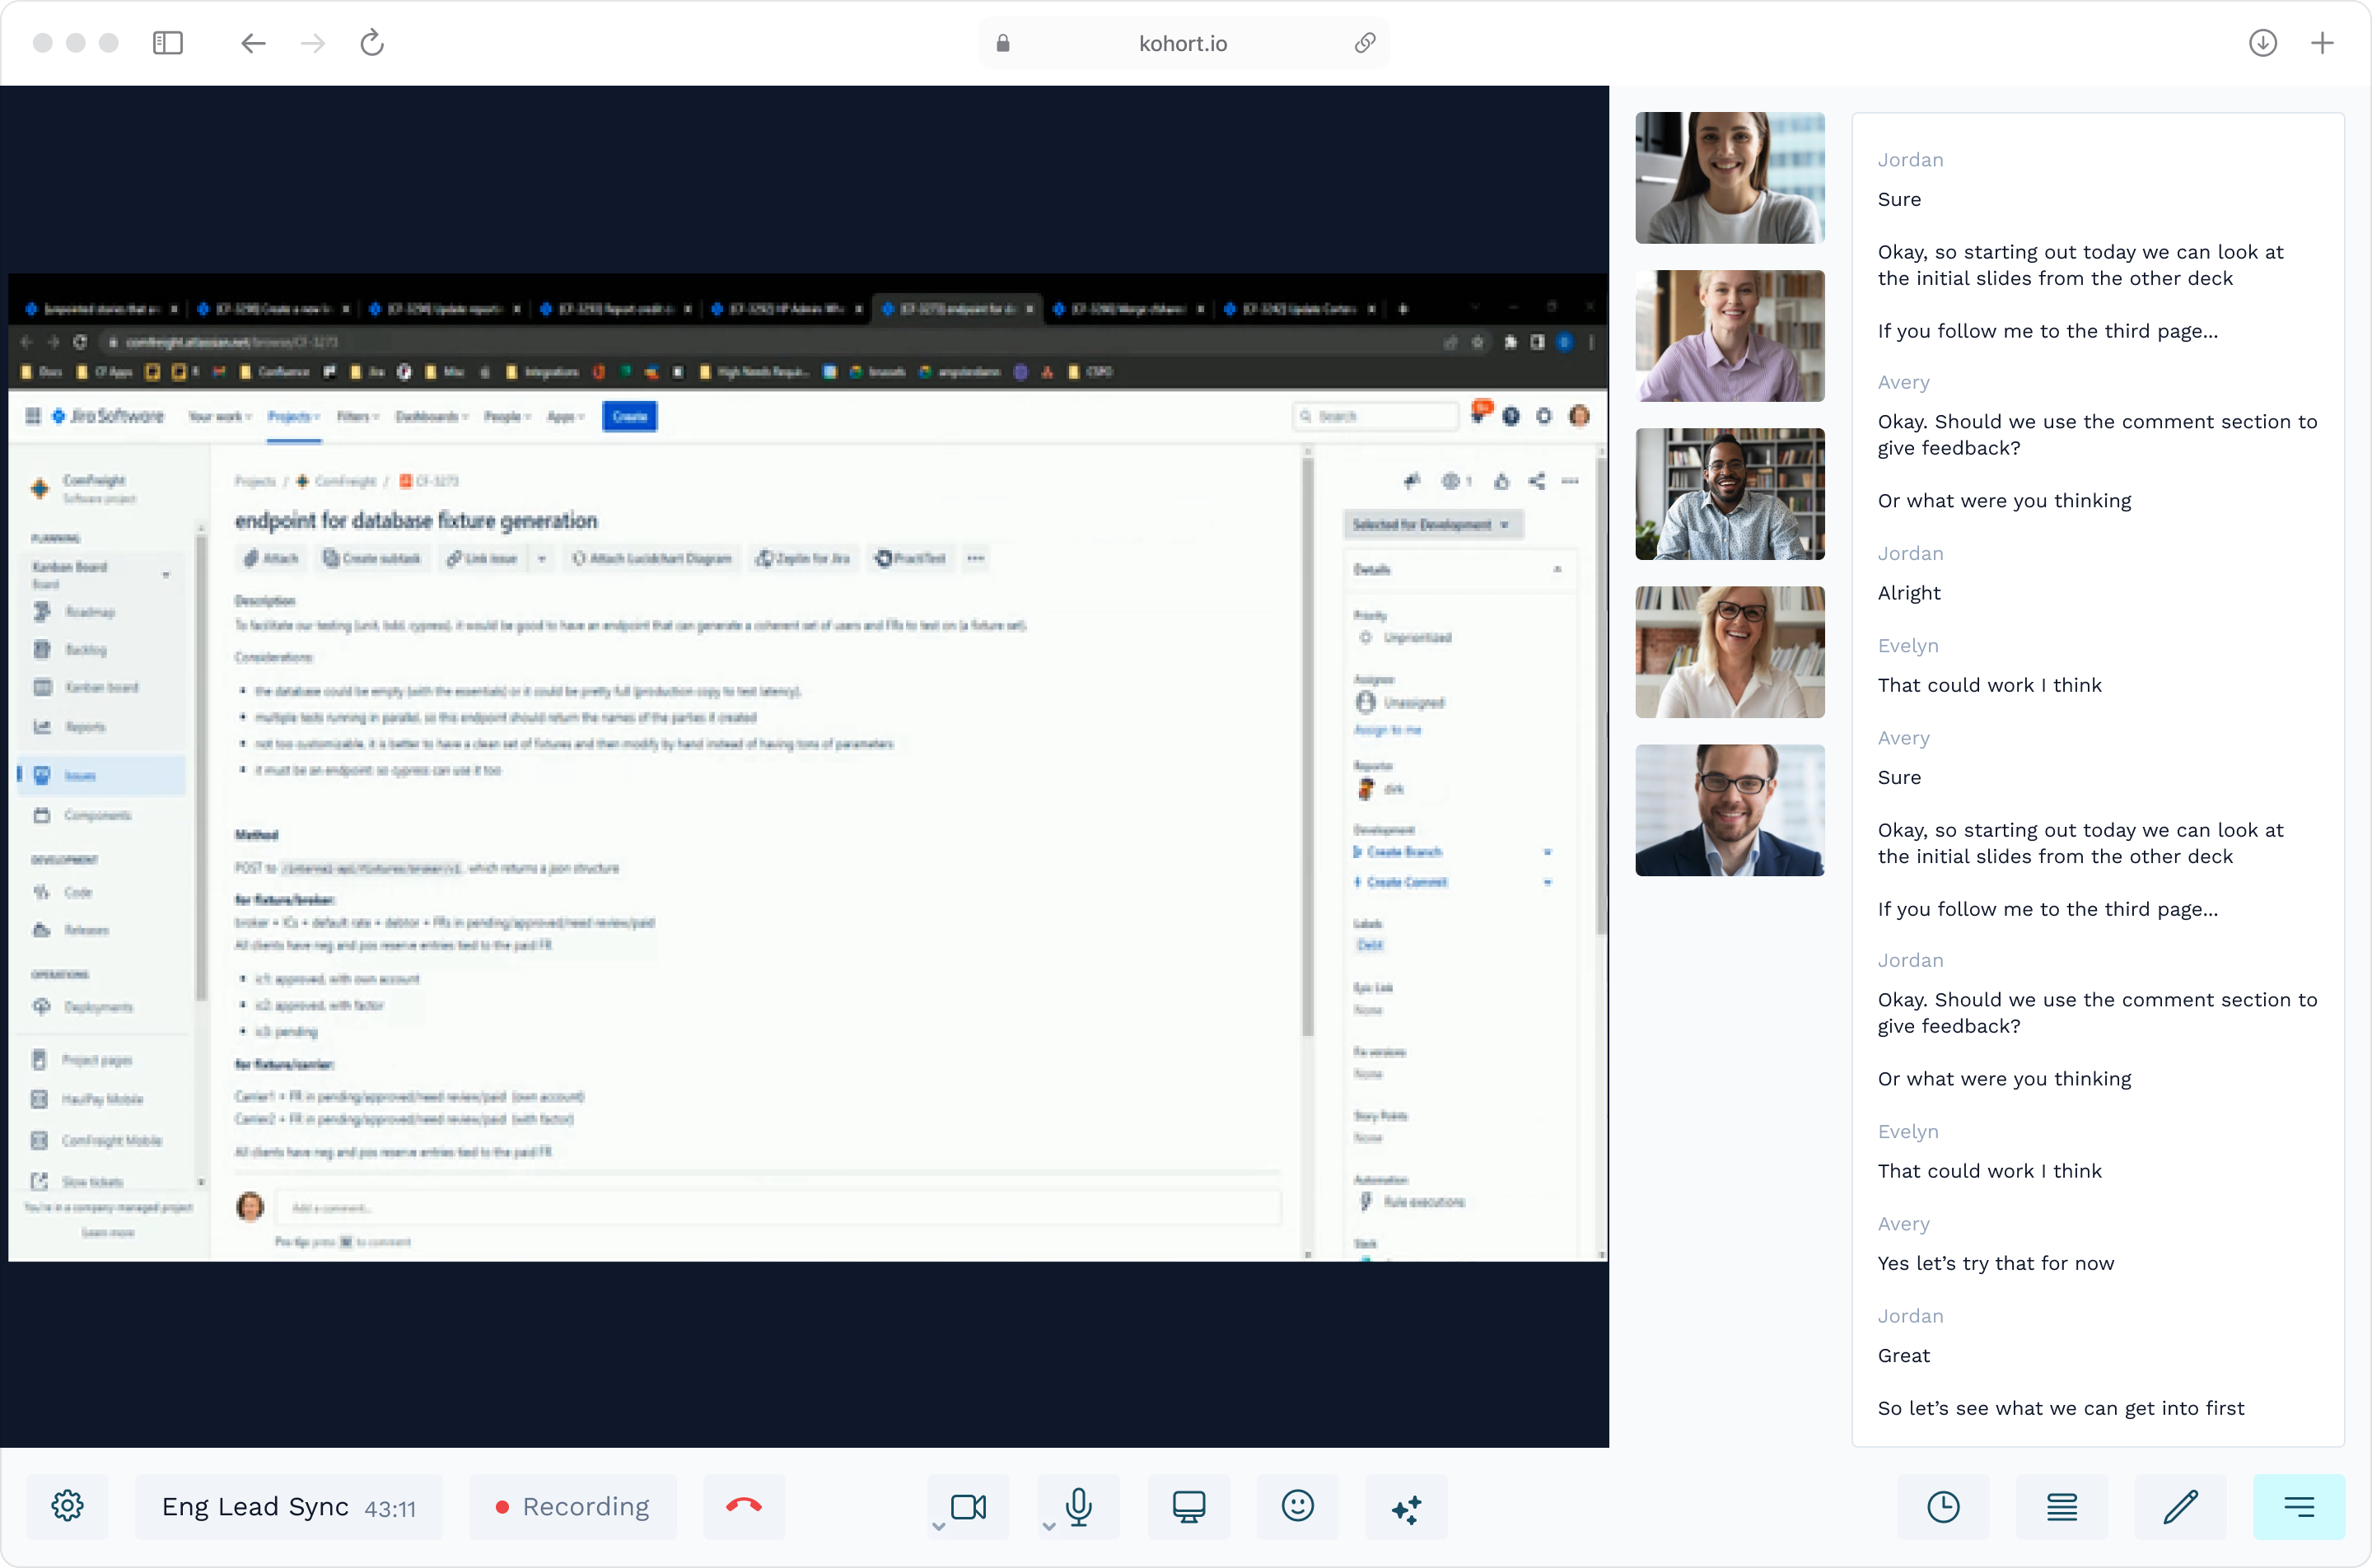 kohort.io
Jira Software
Your work
Projects
Filters
Dashboards
People
Apps
Create
Search
ComFreight
Software project
PLANNING
Kanban Board
Board
Roadmap
Backlog
Kanban board
Reports
Issues
Components
DEVELOPMENT
Code
Releases
OPERATIONS
Deployments
Project pages
HaulPay Mobile
ComFreight Mobile
Slow tickets
You're in a company-managed project
Learn more
Projects / ComFreight / CF-3273
endpoint for database fixture generation
Attach
Create subtask
Link issue
Attach Lucidchart Diagram
Zeplin for Jira
PractiTest
Description
To facilitate our testing (unit, bdd, cypress), it would be good to have an endpoint that can generate a coherent set of users and FRs to test on (a fixture set).
Considerations:
the database could be empty (with the essentials) or it could be pretty full (production copy to test latency).
multiple tests running in parallel, so this endpoint should return the names of the parties it created
not too customizable, it is better to have a clean set of fixtures and then modify by hand instead of having tons of parameters
it must be an endpoint so cypress can use it too
Method
POST to which returns a json structure
for fixture/broker:
broker + ICs + default rate + debtor + FRs in pending/approved/need review/paid
All clients have neg and pos reserve entries tied to the paid FR
ic1: approved, with own account
ic2: approved, with factor
ic3: pending
for fixture/carrier:
Carrier1 + FR in pending/approved/need review/paid (own account)
Carrier2 + FR in pending/approved/need review/paid (with factor)
All clients have neg and pos reserve entries tied to the paid FR
Add a comment...
Pro tip: press M to comment
1
Selected for Development
Details
Priority
Unprioritized
Assignee
Unassigned
Assign to me
Reporter
dirk
Development
Create Branch
Create Commit
Labels
Debt
Epic Link
None
Fix versions
None
Story Points
None
Automation
Rule executions
Slack
Jordan
Sure
Okay, so starting out today we can look at
the initial slides from the other deck
If you follow me to the third page...
Avery
Okay. Should we use the comment section to
give feedback?
Or what were you thinking
Jordan
Alright
Evelyn
That could work I think
Avery
Sure
Okay, so starting out today we can look at
the initial slides from the other deck
If you follow me to the third page...
Jordan
Okay. Should we use the comment section to
give feedback?
Or what were you thinking
Evelyn
That could work I think
Avery
Yes let’s try that for now
Jordan
Great
So let’s see what we can get into first
Eng Lead Sync 43:11
Recording